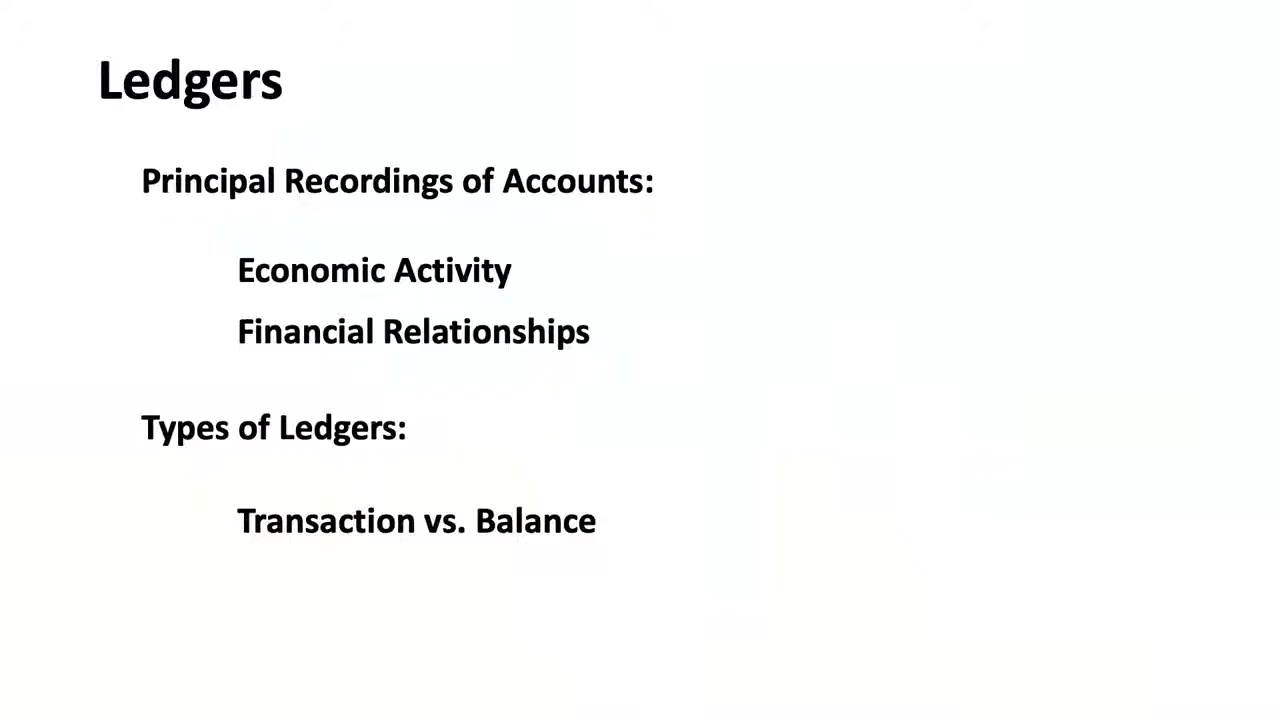 Ledgers
Principal Recordings of Accounts:
Economic Activity
Financial Relationships
Types of Ledgers:
Transaction vs. Balance